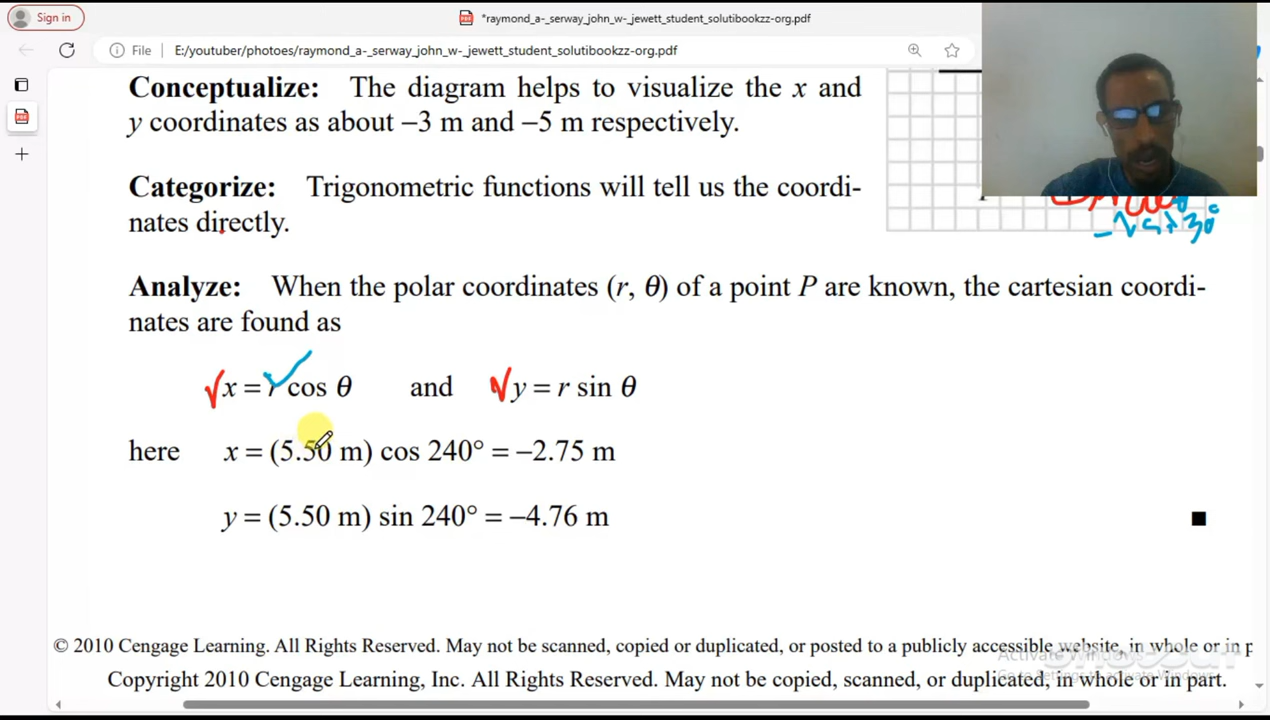 Sign in
*raymond_a-_serway_john_w-_jewett_student_solutibookzz-org.pdf
File E:/youtuber/photoes/raymond_a-_serway_john_w-_jewett_student_solutibookzz-org.pdf
Conceptualize: The diagram helps to visualize the x and
y coordinates as about −3 m and −5 m respectively.
Categorize: Trigonometric functions will tell us the coordi-
nates directly.
Analyze: When the polar coordinates (r, θ) of a point P are known, the cartesian coordi-
nates are found as
x = r cos θ and y = r sin θ
here x = (5.50 m) cos 240° = −2.75 m
y = (5.50 m) sin 240° = −4.76 m
© 2010 Cengage Learning. All Rights Reserved. May not be scanned, copied or duplicated, or posted to a publicly accessible website, in whole or in p
Activate Windows
Copyright 2010 Cengage Learning, Inc. All Rights Reserved. May not be copied, scanned, or duplicated, in whole or in part.